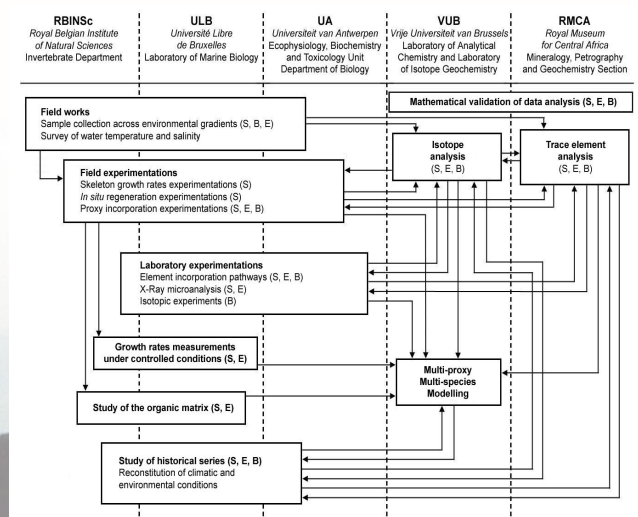 RBINSc
Royal Belgian Institute
of Natural Sciences
Invertebrate Department
ULB
Université Libre
de Bruxelles
Laboratory of Marine Biology
UA
Universiteit van Antwerpen
Ecophysiology, Biochemistry
and Toxicology Unit
Department of Biology
VUB
Vrije Universiteit van Brussels
Laboratory of Analytical
Chemistry and Laboratory
of Isotope Geochemistry
RMCA
Royal Museum
for Central Africa
Mineralogy, Petrography
and Geochemistry Section
Mathematical validation of data analysis (S, E, B)
Field works
Sample collection across environmental gradients (S, B, E)
Survey of water temperature and salinity
Isotope
analysis
(S, E, B)
Trace element
analysis
(S, E, B)
Field experimentations
Skeleton growth rates experimentations (S)
In situ regeneration experimentations (S)
Proxy incorporation experimentations (S, E, B)
Laboratory experimentations
Element incorporation pathways (S, E, B)
X-Ray microanalysis (S, E)
Isotopic experiments (B)
Growth rates measurements
under controlled conditions (S, E)
Multi-proxy
Multi-species
Modelling
Study of the organic matrix (S, E)
Study of historical series (S, E, B)
Reconstitution of climatic and
environmental conditions